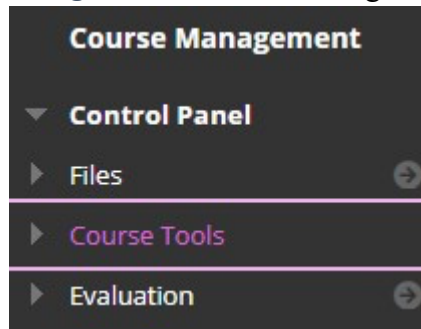 Course Management
Control Panel
Files
Course Tools
Evaluation